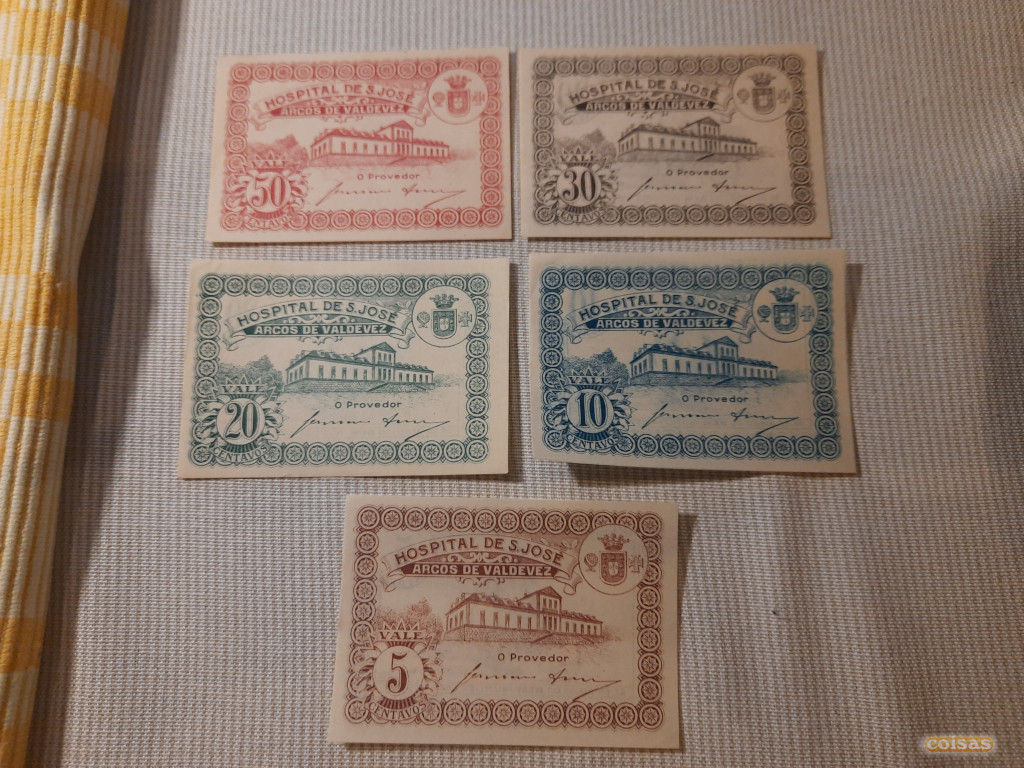 HOSPITAL DE S. JOSÉ
ARCOS DE VALDEVEZ
VALE
50
CENTAVOS
O Provedor
HOSPITAL DE S. JOSÉ
ARCOS DE VALDEVEZ
VALE
30
CENTAVOS
O Provedor
HOSPITAL DE S. JOSÉ
ARCOS DE VALDEVEZ
VALE
20
CENTAVOS
O Provedor
HOSPITAL DE S. JOSÉ
ARCOS DE VALDEVEZ
VALE
10
CENTAVOS
O Provedor
HOSPITAL DE S. JOSÉ
ARCOS DE VALDEVEZ
VALE
5
CENTAVOS
O Provedor
coisas